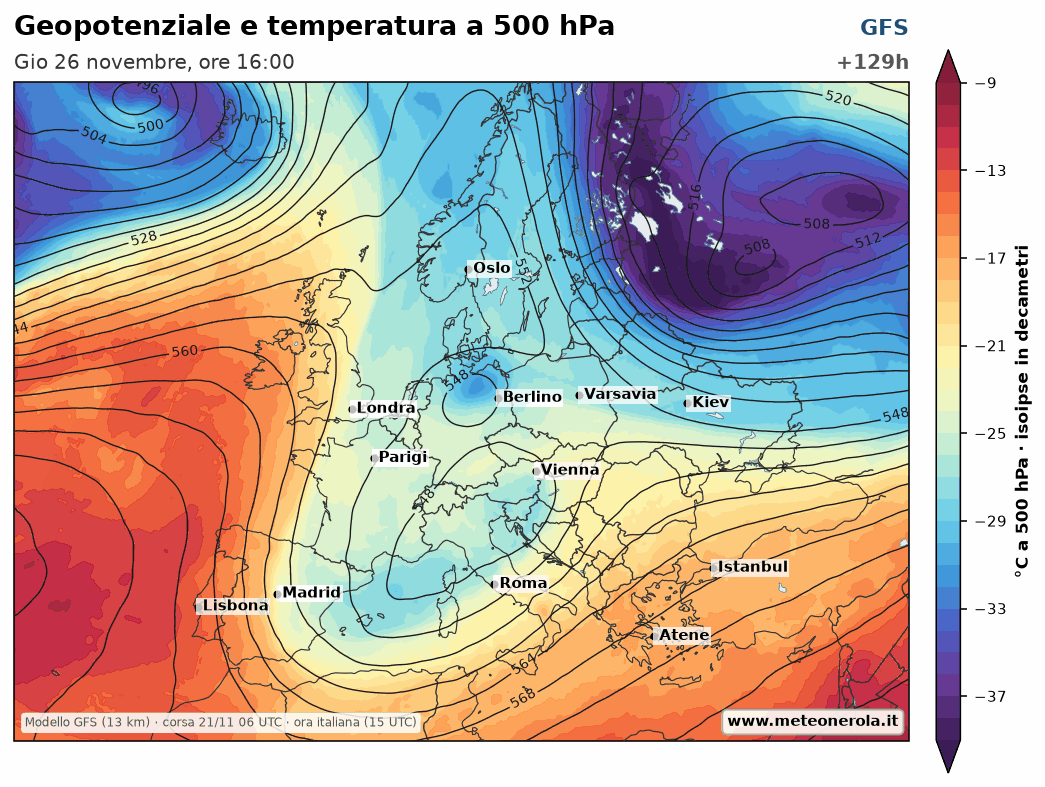 Geopotenziale e temperatura a 500 hPa
GFS
Gio 26 novembre, ore 16:00
+129h
496
500
504
520
516
508
508
512
528
552
544
560
548
548
548
564
568
Oslo
Berlino
Varsavia
Kiev
Londra
Parigi
Vienna
Istanbul
Roma
Madrid
Lisbona
Atene
−9
−13
−17
−21
−25
−29
−33
−37
°C a 500 hPa · isoipse in decametri
Modello GFS (13 km) · corsa 21/11 06 UTC · ora italiana (15 UTC)
www.meteonerola.it